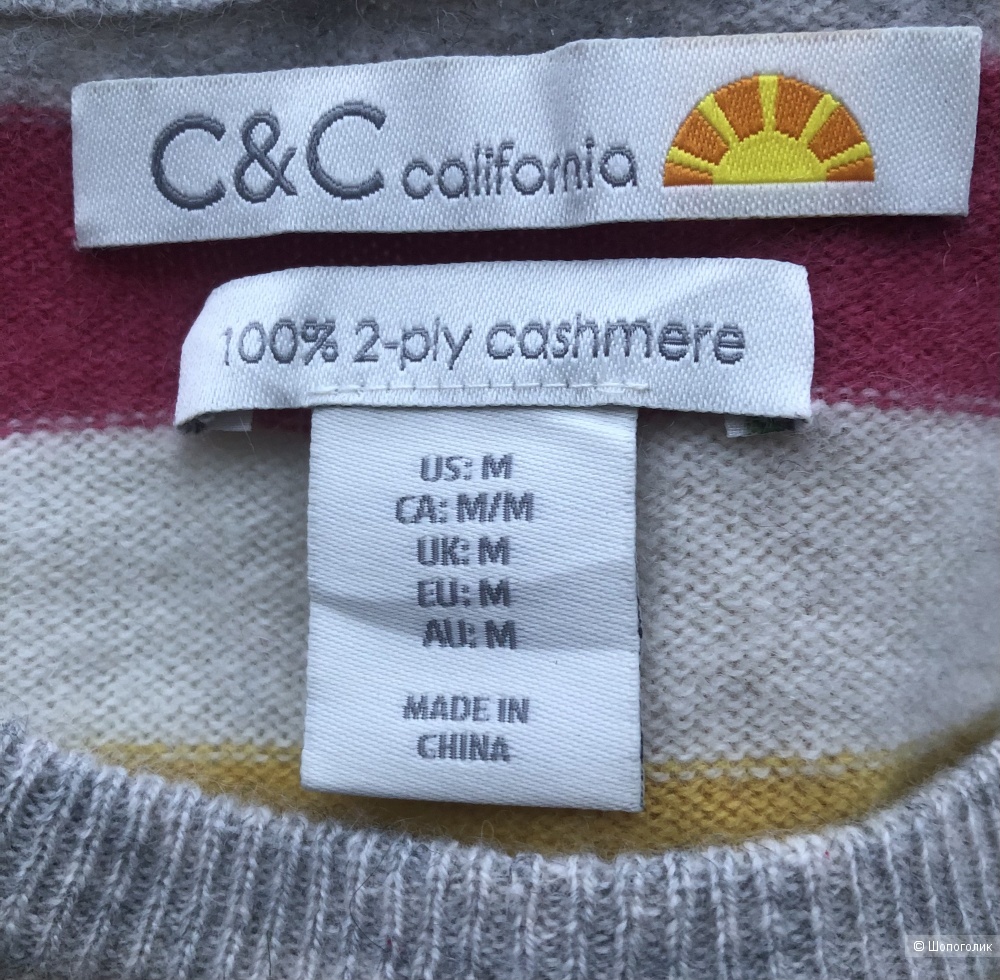 C&C california
100% 2-ply cashmere
US: M
CA: M/M
UK: M
EU: M
AU: M
MADE IN
CHINA
© Шопоголик